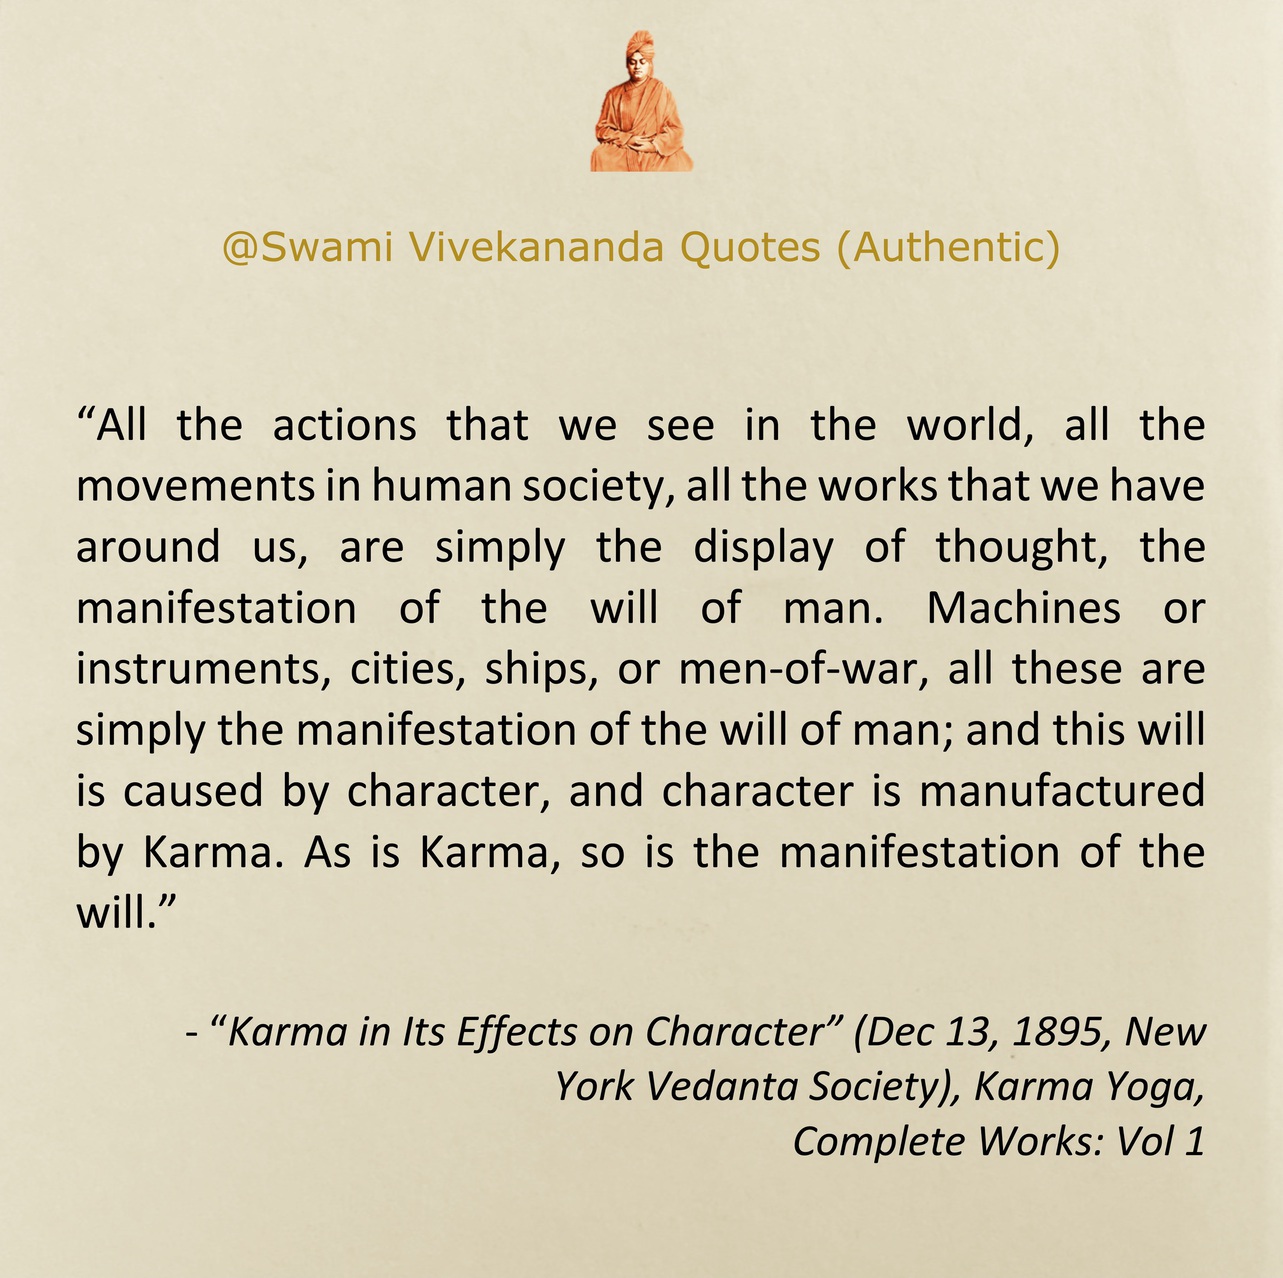 @Swami Vivekananda Quotes (Authentic)
“All the actions that we see in the world, all the
movements in human society, all the works that we have
around us, are simply the display of thought, the
manifestation of the will of man. Machines or
instruments, cities, ships, or men-of-war, all these are
simply the manifestation of the will of man; and this will
is caused by character, and character is manufactured
by Karma. As is Karma, so is the manifestation of the
will.”
- “Karma in Its Effects on Character” (Dec 13, 1895, New
York Vedanta Society), Karma Yoga,
Complete Works: Vol 1